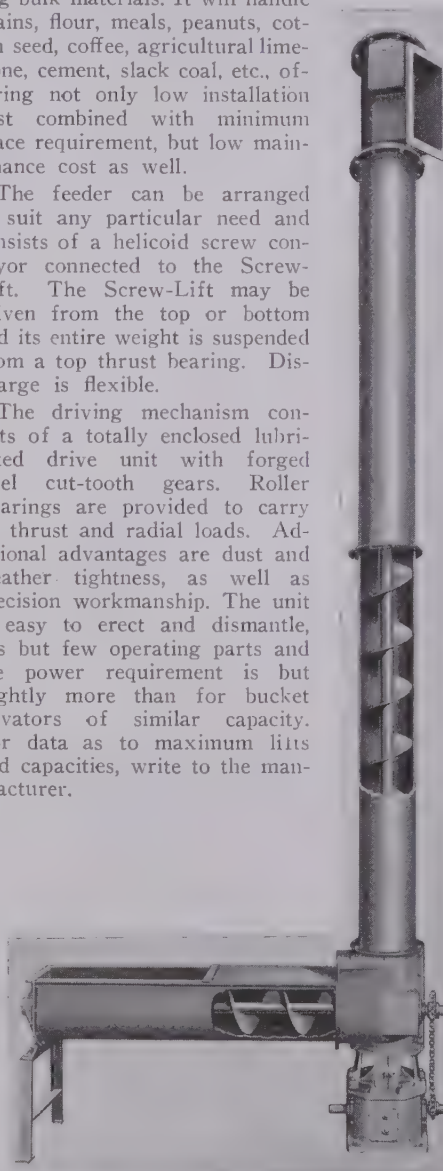 ng bulk materials. It will handle
ains, flour, meals, peanuts, cot-
n seed, coffee, agricultural lime-
one, cement, slack coal, etc., of-
ring not only low installation
st combined with minimum
ace requirement, but low main-
nance cost as well.
The feeder can be arranged
suit any particular need and
nsists of a helicoid screw con-
yor connected to the Screw-
ft. The Screw-Lift may be
iven from the top or bottom
d its entire weight is suspended
om a top thrust bearing. Dis-
arge is flexible.
The driving mechanism con-
ts of a totally enclosed lubri-
ed drive unit with forged
el cut-tooth gears. Roller
arings are provided to carry
thrust and radial loads. Ad-
ional advantages are dust and
eather tightness, as well as
ecision workmanship. The unit
easy to erect and dismantle,
s but few operating parts and
e power requirement is but
ghtly more than for bucket
vators of similar capacity.
r data as to maximum lifts
d capacities, write to the man-
acturer.